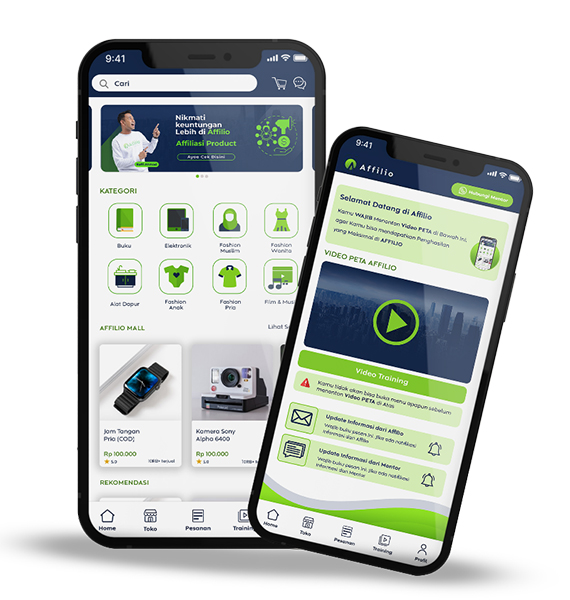 9:41
Cari
Nikmati
keuntungan
Lebih di Affilio
Affiliasi Product
Ayoo Cek Disini
KATEGORI
Buku
Elektronik
Fashion
Muslim
Fashion
Wanita
Alat Dapur
Fashion
Anak
Fashion
Pria
Film & Musi
AFFILIO MALL
Lihat Se
Jam Tangan
Pria (COD)
Rp 100.000
5.0
10RB+ Terjual
Kamera Sony
Alpha 6400
Rp 100.000
5.0
10RB+
REKOMENDASI
Home
Toko
Pesanan
Training
9:41
Affilio
Hubungi Mentor
Selamat Datang di Affilio
Kamu WAJIB Menonton Video PETA di Bawah Ini,
agar Kamu bisa mendapatkan Penghasilan
yang Maksimal di AFFILIO
VIDEO PETA AFFILIO
Video Training
Kamu tidak akan bisa buka menu apapun sebelum
menonton Video PETA di Atas
Update Informasi dari Affilio
Wajib buka pesan ini, jika ada notifikasi
Informasi dari Affilio
Update Informasi dari Mentor
Wajib buka pesan ini, jika ada notifikasi
Informasi dari Mentor
Home
Toko
Pesanan
Training
Profil